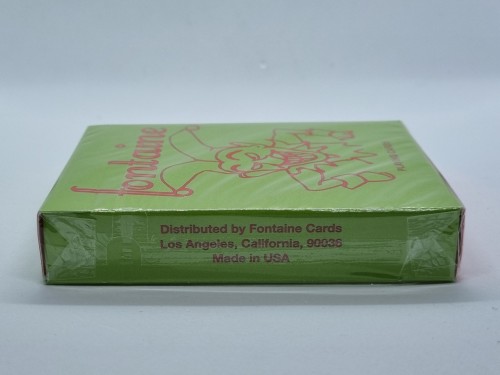 fontaine
Distributed by Fontaine Cards
Los Angeles, California, 90036
Made in USA